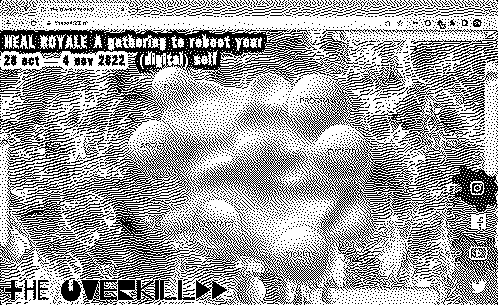 HEAL ROYALE A gathering to reboot your
28 oct — 4 nov 2022 (digital) self
THE OVERKILL